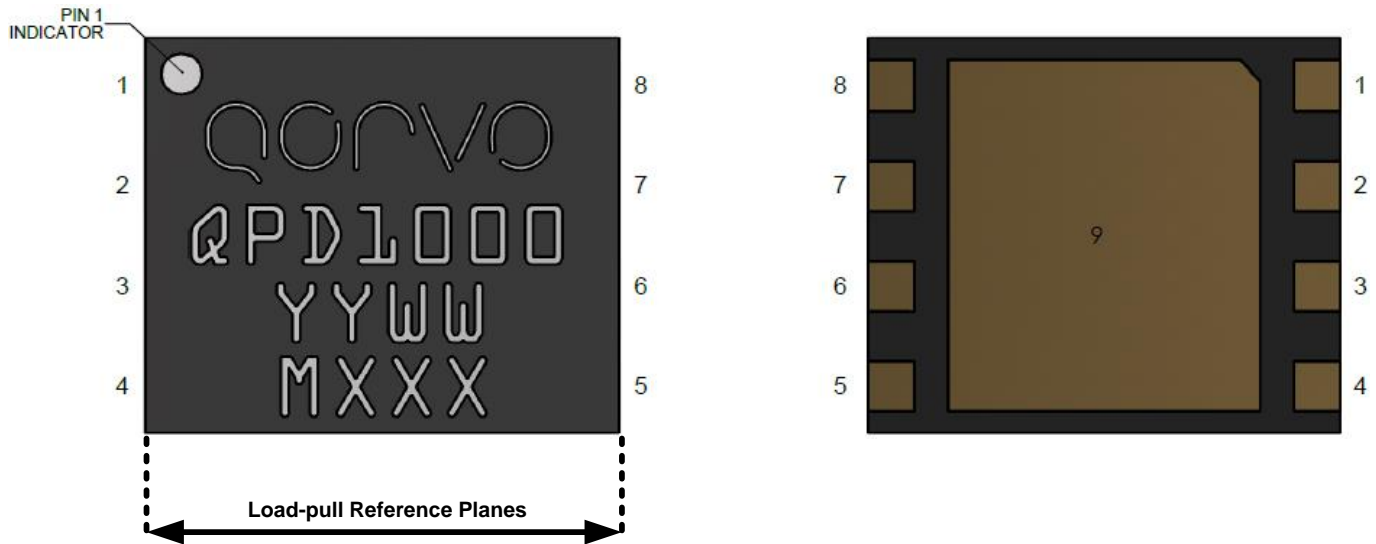 PIN 1
INDICATOR
1
8
qorvo
2
7
QPD1000
3
6
YYWW
4
5
MXXX
Load-pull Reference Planes
8
1
7
2
9
6
3
5
4